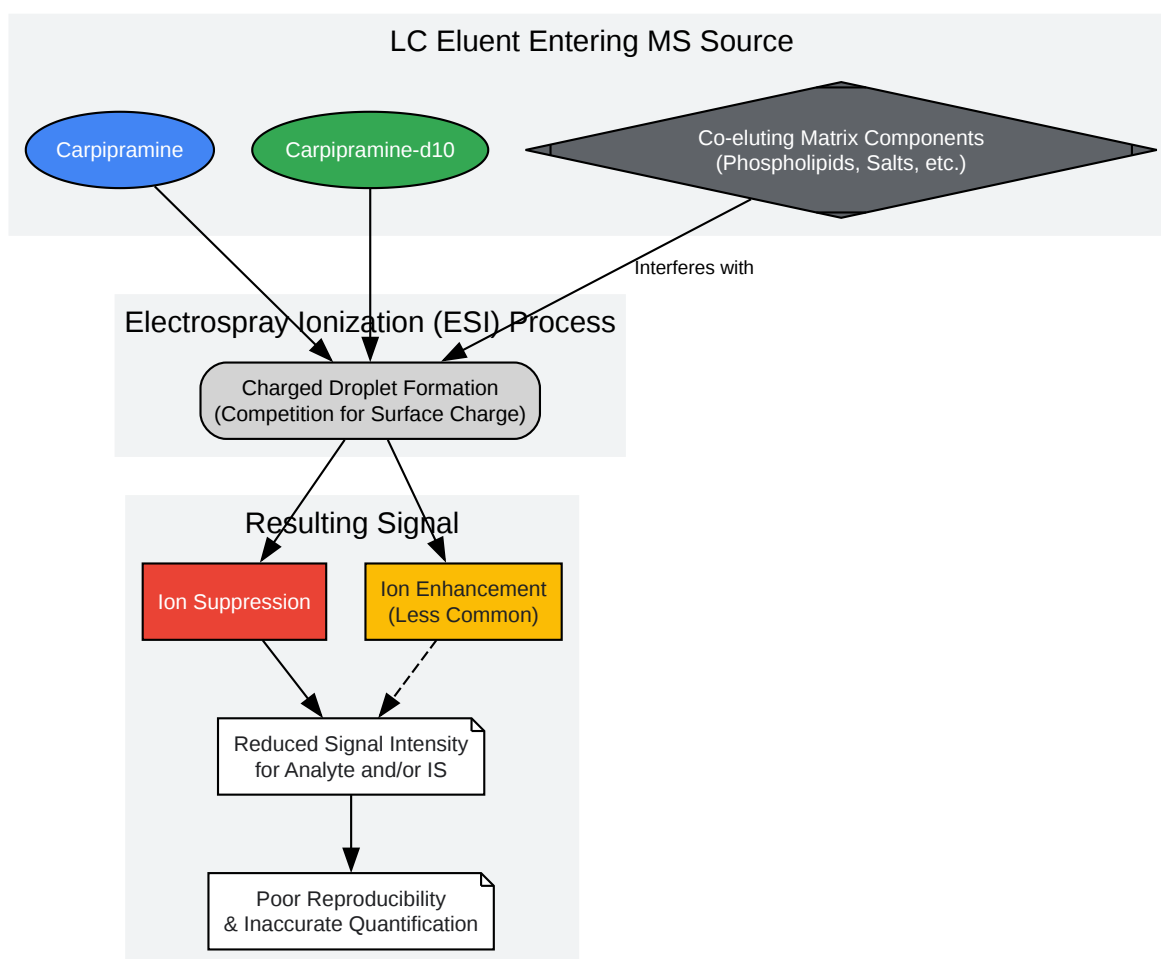 LC Eluent Entering MS Source
Carpipramine
Carpipramine-d10
Co-eluting Matrix Components
(Phospholipids, Salts, etc.)
Interferes with
Electrospray Ionization (ESI) Process
Charged Droplet Formation
(Competition for Surface Charge)
Resulting Signal
Ion Suppression
Ion Enhancement
(Less Common)
Reduced Signal Intensity
for Analyte and/or IS
Poor Reproducibility
& Inaccurate Quantification